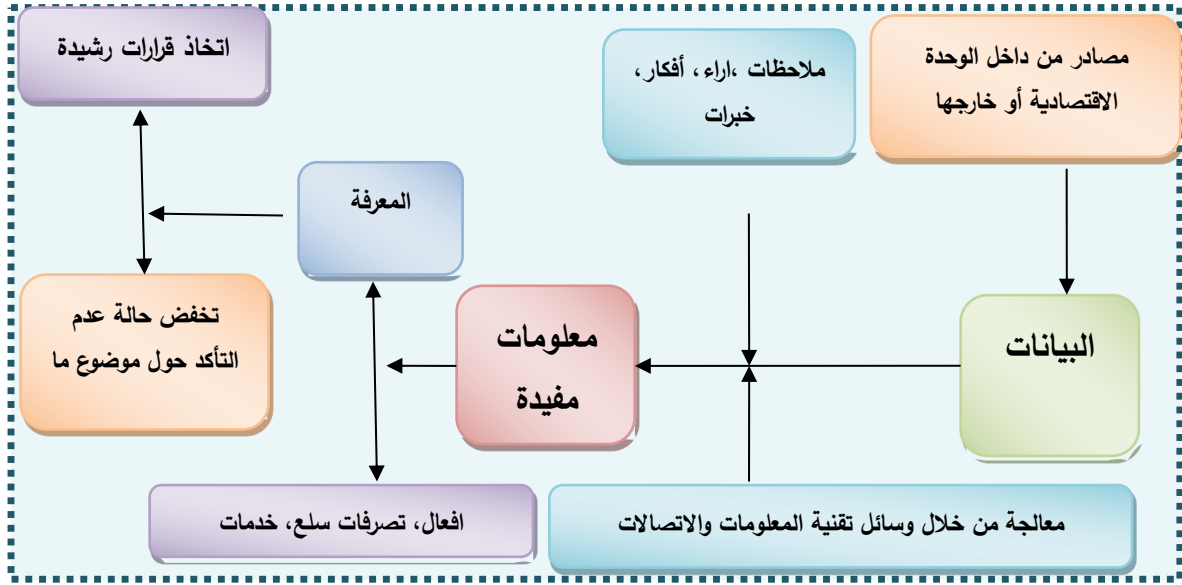 مصادر من داخل الوحدة
الاقتصادية أو خارجها
ملاحظات ،اراء، أفكار،
خبرات
اتخاذ قرارات رشيدة
المعرفة
البيانات
معلومات
مفيدة
تخفض حالة عدم
التأكد حول موضوع ما
معالجة من خلال وسائل تقنية المعلومات والاتصالات
افعال، تصرفات سلع، خدمات